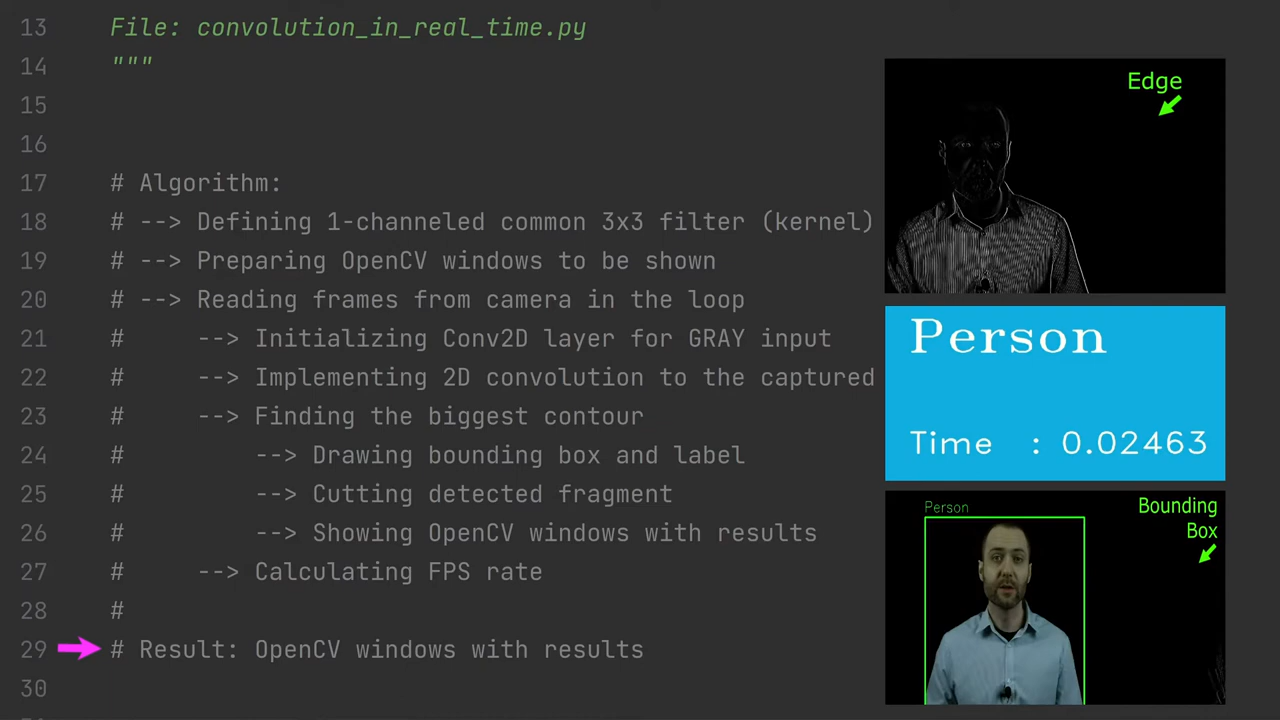 13 File: convolution_in_real_time.py
14 """
15
16
17 # Algorithm:
18 # --> Defining 1-channeled common 3x3 filter (kernel)
19 # --> Preparing OpenCV windows to be shown
20 # --> Reading frames from camera in the loop
21 #     --> Initializing Conv2D layer for GRAY input
22 #     --> Implementing 2D convolution to the captured
23 #     --> Finding the biggest contour
24 #         --> Drawing bounding box and label
25 #         --> Cutting detected fragment
26 #         --> Showing OpenCV windows with results
27 #     --> Calculating FPS rate
28 #
29 # Result: OpenCV windows with results
30
Edge
Person
Time : 0.02463
Person
Bounding
Box